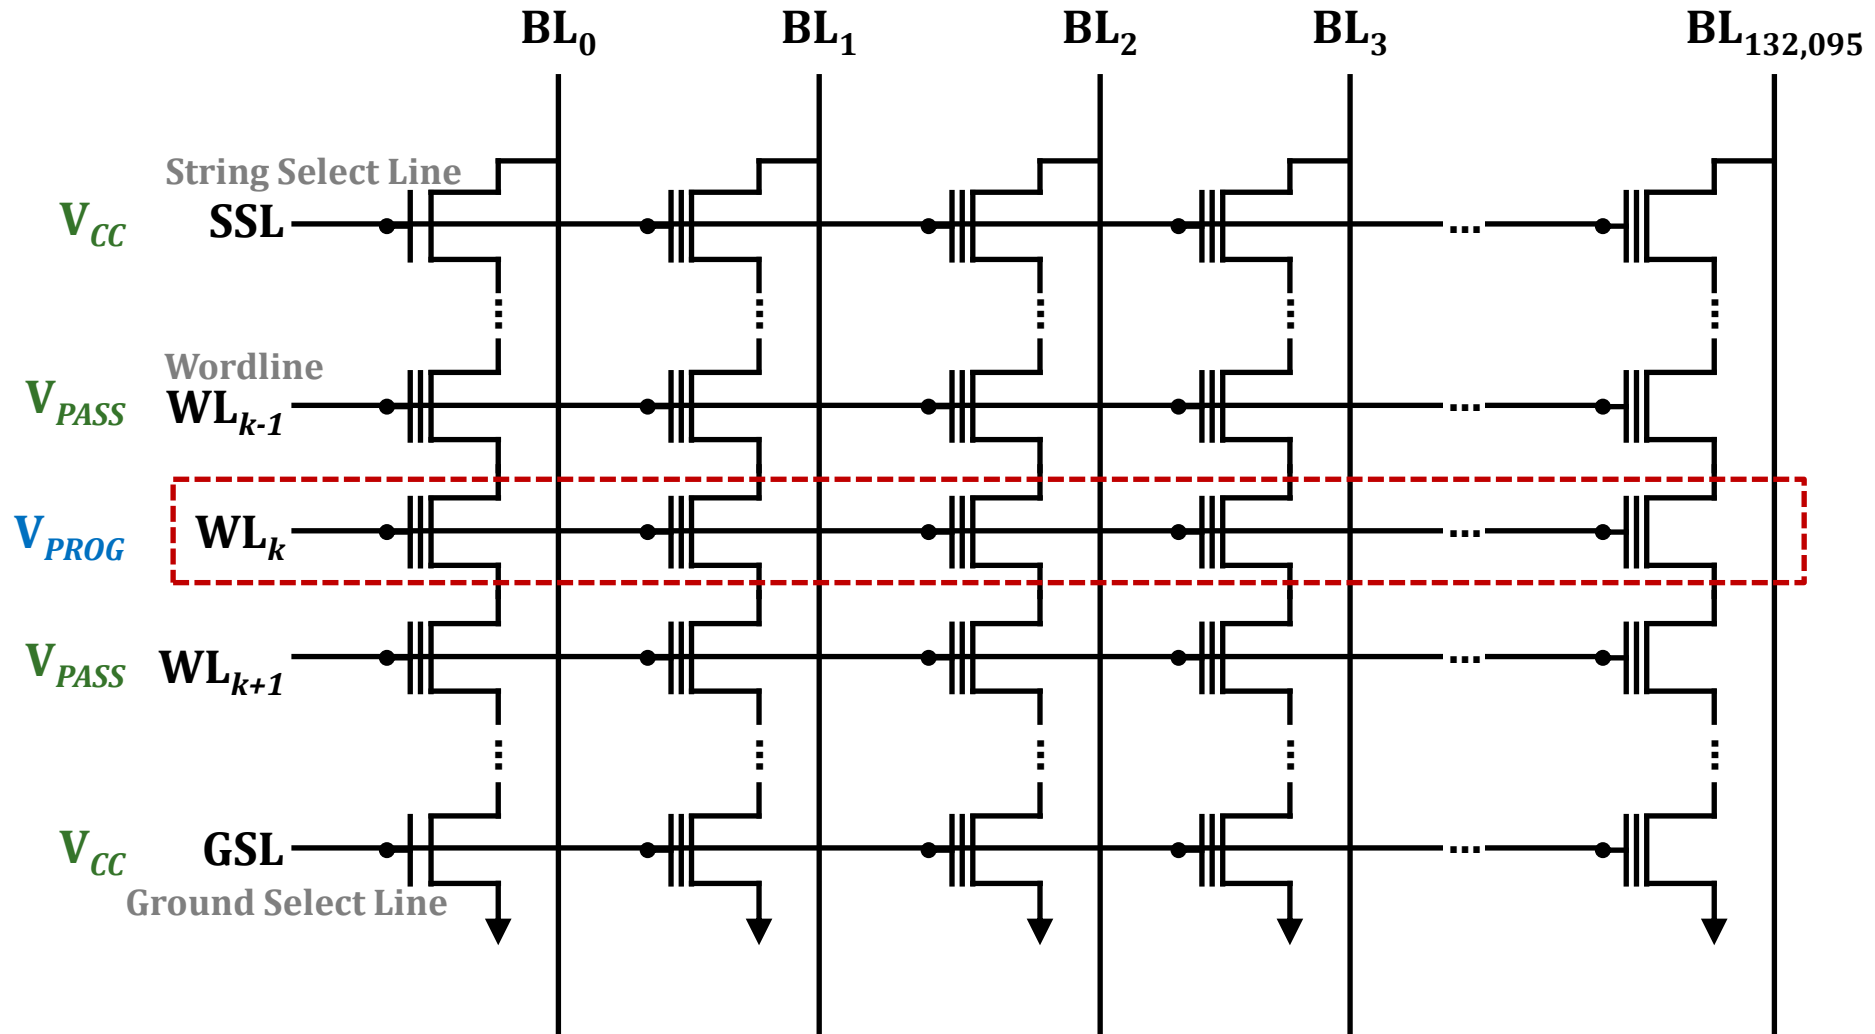 BL0 BL1 BL2 BL3 BL132,095
String Select Line
VCC SSL ...
Wordline
VPASS WLk-1 ...
VPROG WLk ...
VPASS WLk+1 ...
VCC GSL ...
Ground Select Line